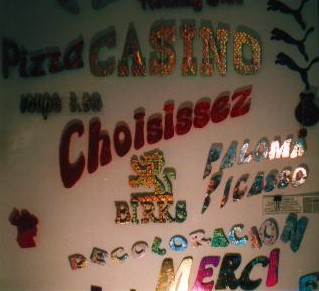 Pizza CASINO
Choisissez
PALOMA
PICASSO
BIRKS
DECOLORACION
MERCI